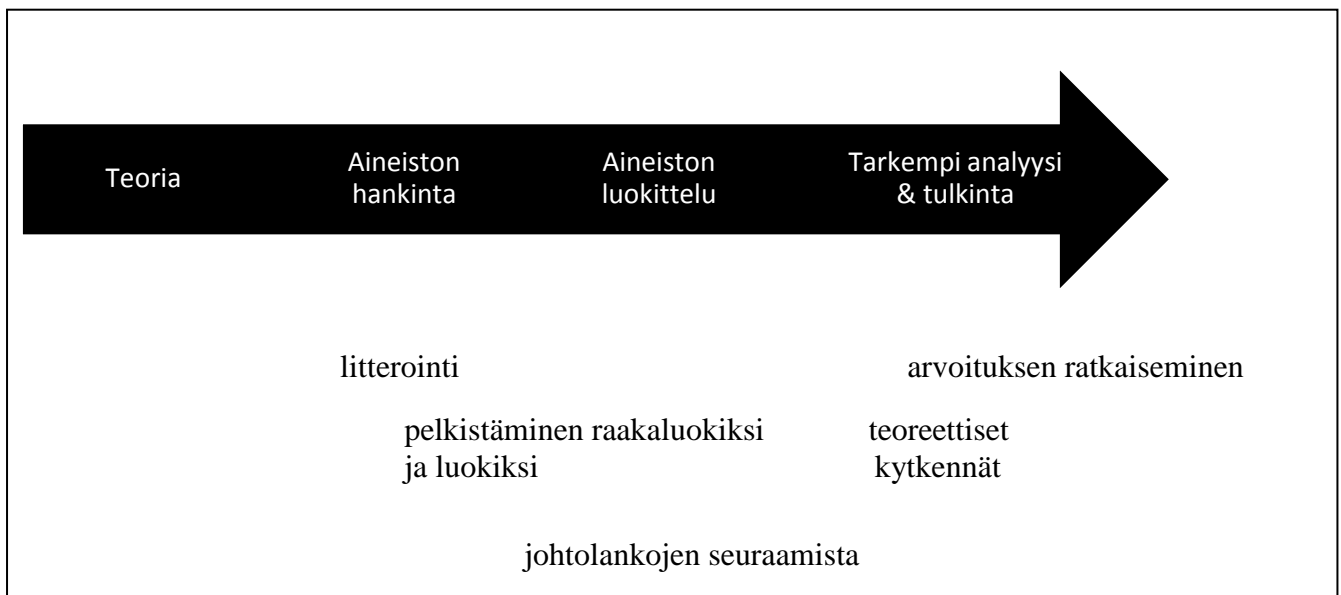 Teoria
Aineiston
hankinta
Aineiston
luokittelu
Tarkempi analyysi
& tulkinta
litterointi
arvoituksen ratkaiseminen
pelkistäminen raakaluokiksi
ja luokiksi
teoreettiset
kytkennät
johtolankojen seuraamista